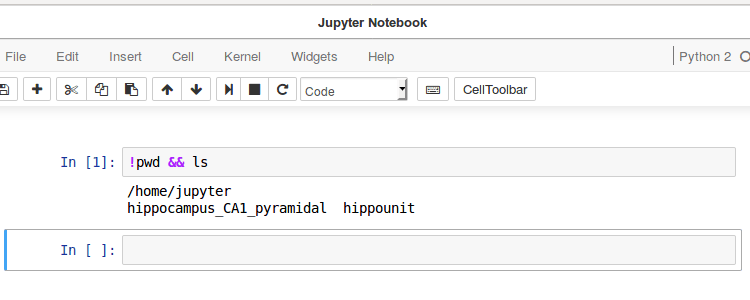 Jupyter Notebook
File Edit Insert Cell Kernel Widgets Help Python 2
Code CellToolbar
In [1]: !pwd && ls
/home/jupyter
hippocampus_CA1_pyramidal hippounit
In [ ]: